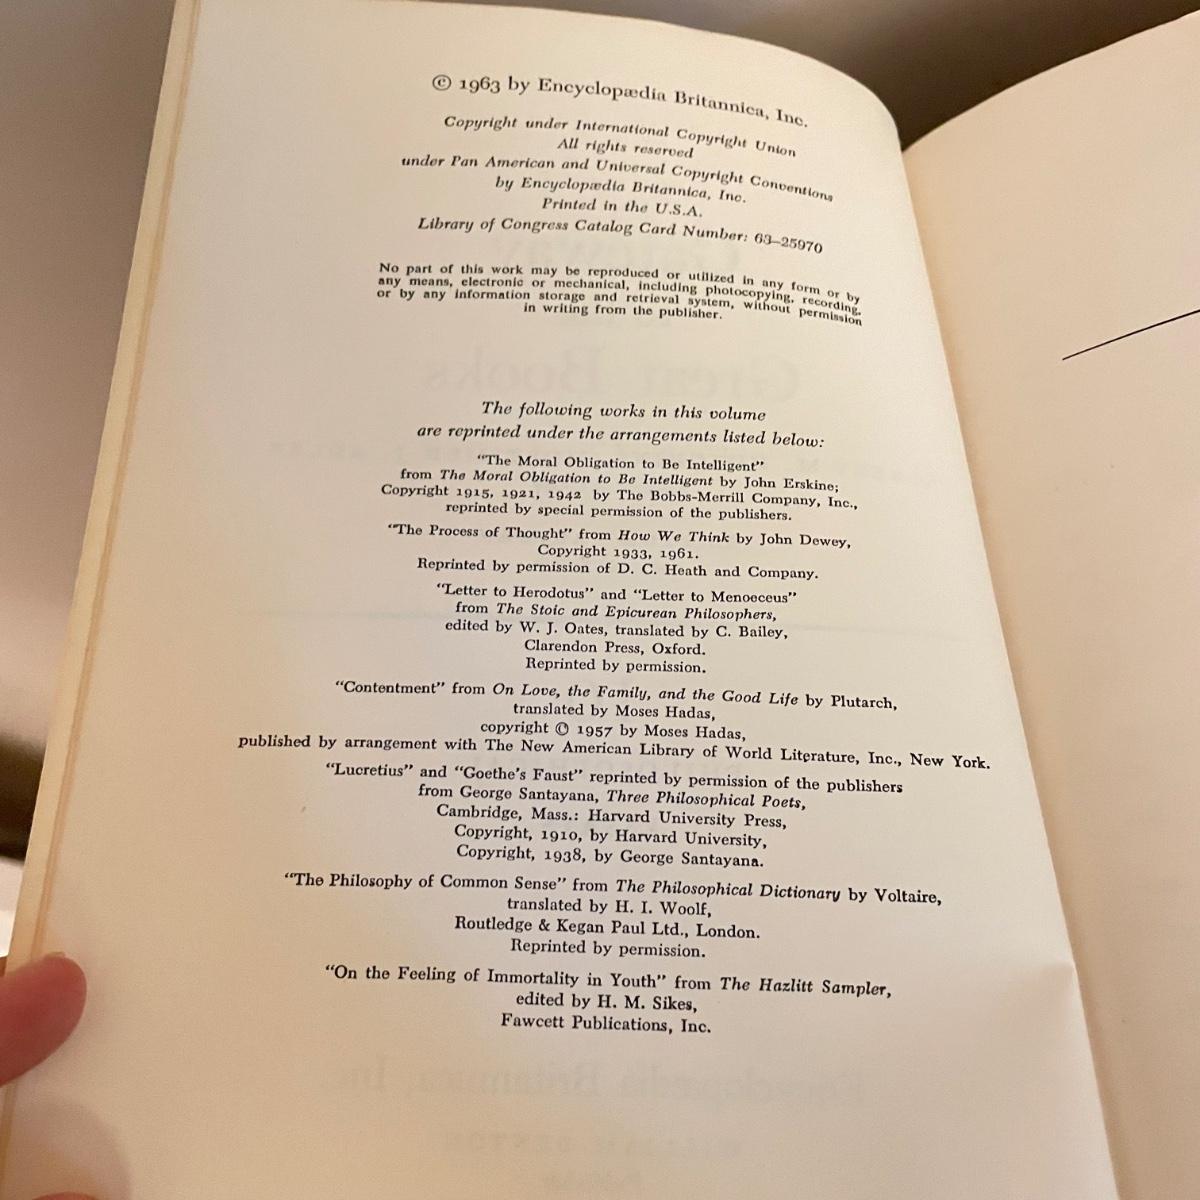 © 1963 by Encyclopædia Britannica, Inc.
Copyright under International Copyright Union
All rights reserved
under Pan American and Universal Copyright Conventions
by Encyclopædia Britannica, Inc.
Printed in the U.S.A.
Library of Congress Catalog Card Number: 63–25970
No part of this work may be reproduced or utilized in any form or by
any means, electronic or mechanical, including photocopying, recording,
or by any information storage and retrieval system, without permission
in writing from the publisher.
The following works in this volume
are reprinted under the arrangements listed below:
“The Moral Obligation to Be Intelligent”
from The Moral Obligation to Be Intelligent by John Erskine;
Copyright 1915, 1921, 1942 by The Bobbs-Merrill Company, Inc.,
reprinted by special permission of the publishers.
“The Process of Thought” from How We Think by John Dewey,
Copyright 1933, 1961.
Reprinted by permission of D. C. Heath and Company.
“Letter to Herodotus” and “Letter to Menoeceus”
from The Stoic and Epicurean Philosophers,
edited by W. J. Oates, translated by C. Bailey,
Clarendon Press, Oxford.
Reprinted by permission.
“Contentment” from On Love, the Family, and the Good Life by Plutarch,
translated by Moses Hadas,
copyright © 1957 by Moses Hadas,
published by arrangement with The New American Library of World Literature, Inc., New York.
“Lucretius” and “Goethe's Faust” reprinted by permission of the publishers
from George Santayana, Three Philosophical Poets,
Cambridge, Mass.: Harvard University Press,
Copyright, 1910, by Harvard University,
Copyright, 1938, by George Santayana.
“The Philosophy of Common Sense” from The Philosophical Dictionary by Voltaire,
translated by H. I. Woolf,
Routledge & Kegan Paul Ltd., London.
Reprinted by permission.
“On the Feeling of Immortality in Youth” from The Hazlitt Sampler,
edited by H. M. Sikes,
Fawcett Publications, Inc.